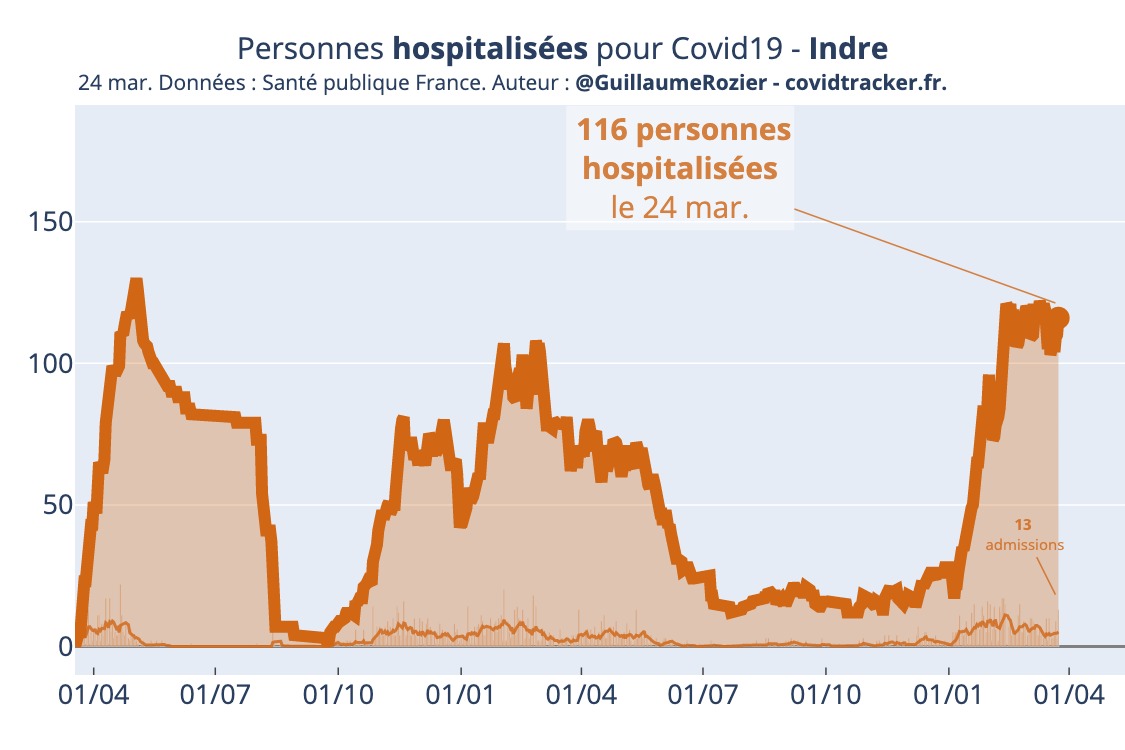 Personnes hospitalisées pour Covid19 - Indre
24 mar. Données : Santé publique France. Auteur : @GuillaumeRozier - covidtracker.fr.
116 personnes
hospitalisées
le 24 mar.
150
100
50
13
admissions
0
01/04 01/07 01/10 01/01 01/04 01/07 01/10 01/01 01/04